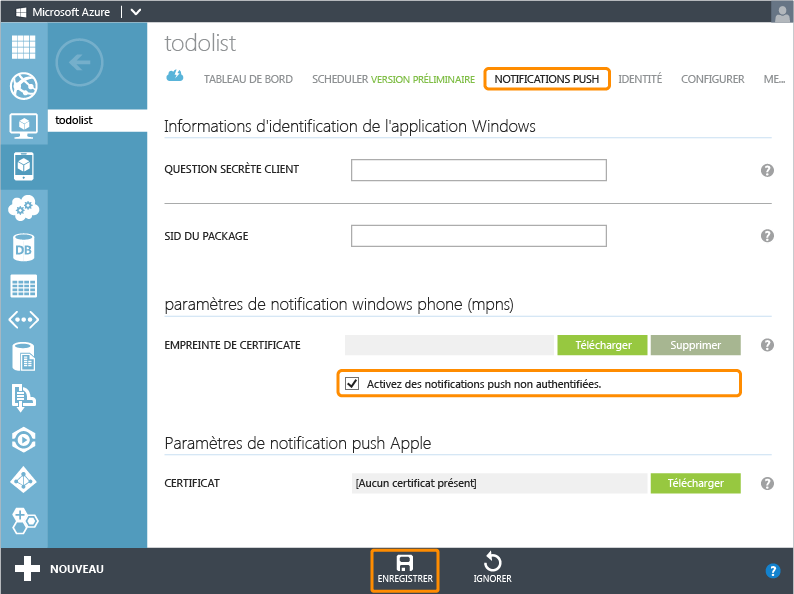 Microsoft Azure
todolist
TABLEAU DE BORD SCHEDULER VERSION PRÉLIMINAIRE NOTIFICATIONS PUSH IDENTITÉ CONFIGURER ME...
todolist
Informations d'identification de l'application Windows
QUESTION SECRÈTE CLIENT ?
SID DU PACKAGE ?
paramètres de notification windows phone (mpns)
EMPREINTE DE CERTIFICATE Télécharger Supprimer ?
Activez des notifications push non authentifiées.
Paramètres de notification push Apple
CERTIFICAT [Aucun certificat présent] Télécharger ?
DB
NOUVEAU ENREGISTRER IGNORER ?